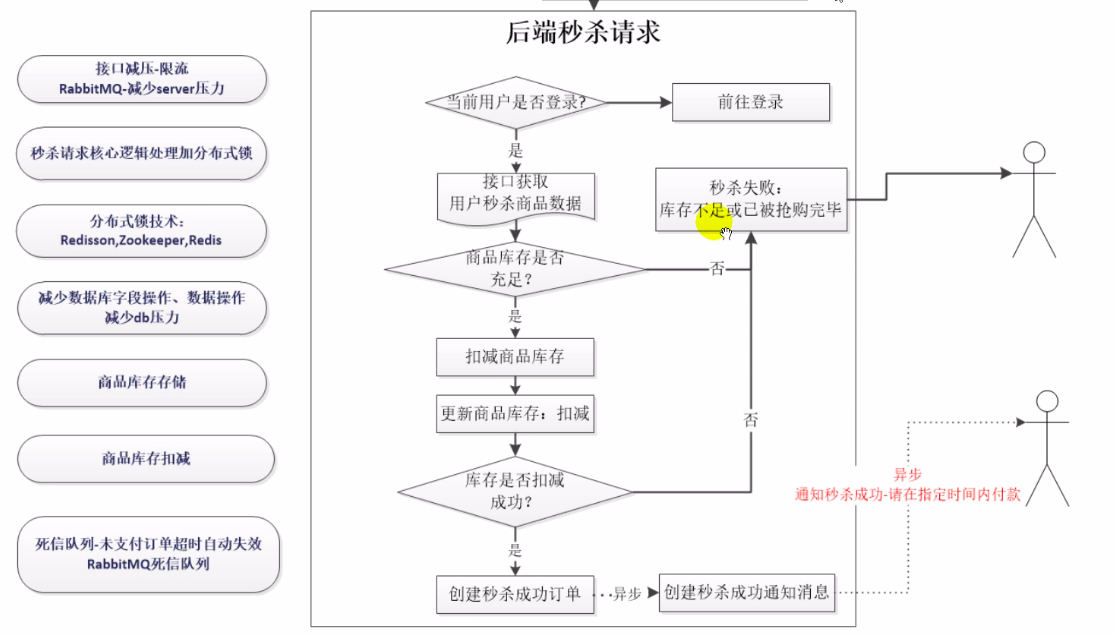 接口减压-限流
RabbitMQ-减少server压力
秒杀请求核心逻辑处理加分布式锁
分布式锁技术：
Redisson,Zookeeper,Redis
减少数据库字段操作、数据操作
减少db压力
商品库存存储
商品库存扣减
死信队列-未支付订单超时自动失效
RabbitMQ死信队列
后端秒杀请求
当前用户是否登录?
前往登录
是
接口获取
用户秒杀商品数据
秒杀失败：
库存不足或已被抢购完毕
商品库存是否
充足？
否
是
扣减商品库存
更新商品库存：扣减
否
库存是否扣减
成功？
是
异步
通知秒杀成功-请在指定时间内付款
创建秒杀成功订单
异步
创建秒杀成功通知消息